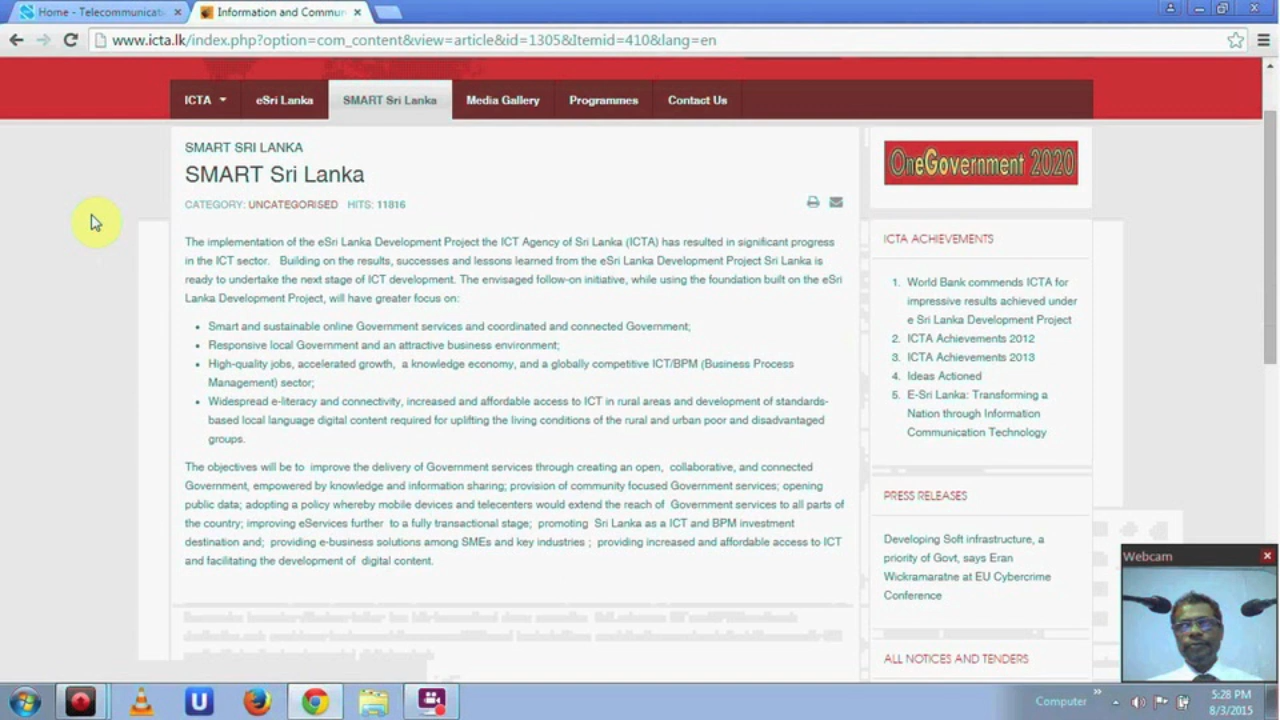 Home - Telecommunicati
Information and Commun
www.icta.lk/index.php?option=com_content&view=article&id=1305&Itemid=410&lang=en
ICTA
eSri Lanka
SMART Sri Lanka
Media Gallery
Programmes
Contact Us
SMART SRI LANKA
SMART Sri Lanka
CATEGORY: UNCATEGORISED HITS: 11816
The implementation of the eSri Lanka Development Project the ICT Agency of Sri Lanka (ICTA) has resulted in significant progress
in the ICT sector. Building on the results, successes and lessons learned from the eSri Lanka Development Project Sri Lanka is
ready to undertake the next stage of ICT development. The envisaged follow-on initiative, while using the foundation built on the eSri
Lanka Development Project, will have greater focus on:
• Smart and sustainable online Government services and coordinated and connected Government;
• Responsive local Government and an attractive business environment;
• High-quality jobs, accelerated growth, a knowledge economy, and a globally competitive ICT/BPM (Business Process
Management) sector;
• Widespread e-literacy and connectivity, increased and affordable access to ICT in rural areas and development of standards-
based local language digital content required for uplifting the living conditions of the rural and urban poor and disadvantaged
groups.
The objectives will be to improve the delivery of Government services through creating an open, collaborative, and connected
Government, empowered by knowledge and information sharing; provision of community focused Government services; opening
public data; adopting a policy whereby mobile devices and telecenters would extend the reach of Government services to all parts of
the country; improving eServices further to a fully transactional stage; promoting Sri Lanka as a ICT and BPM investment
destination and; providing e-business solutions among SMEs and key industries ; providing increased and affordable access to ICT
and facilitating the development of digital content.
OneGovernment 2020
ICTA ACHIEVEMENTS
1. World Bank commends ICTA for
impressive results achieved under
e Sri Lanka Development Project
2. ICTA Achievements 2012
3. ICTA Achievements 2013
4. Ideas Actioned
5. E-Sri Lanka: Transforming a
Nation through Information
Communication Technology
PRESS RELEASES
Developing Soft infrastructure, a
priority of Govt, says Eran
Wickramaratne at EU Cybercrime
Conference
ALL NOTICES AND TENDERS
Webcam
U
Computer
5:28 PM
8/3/2015